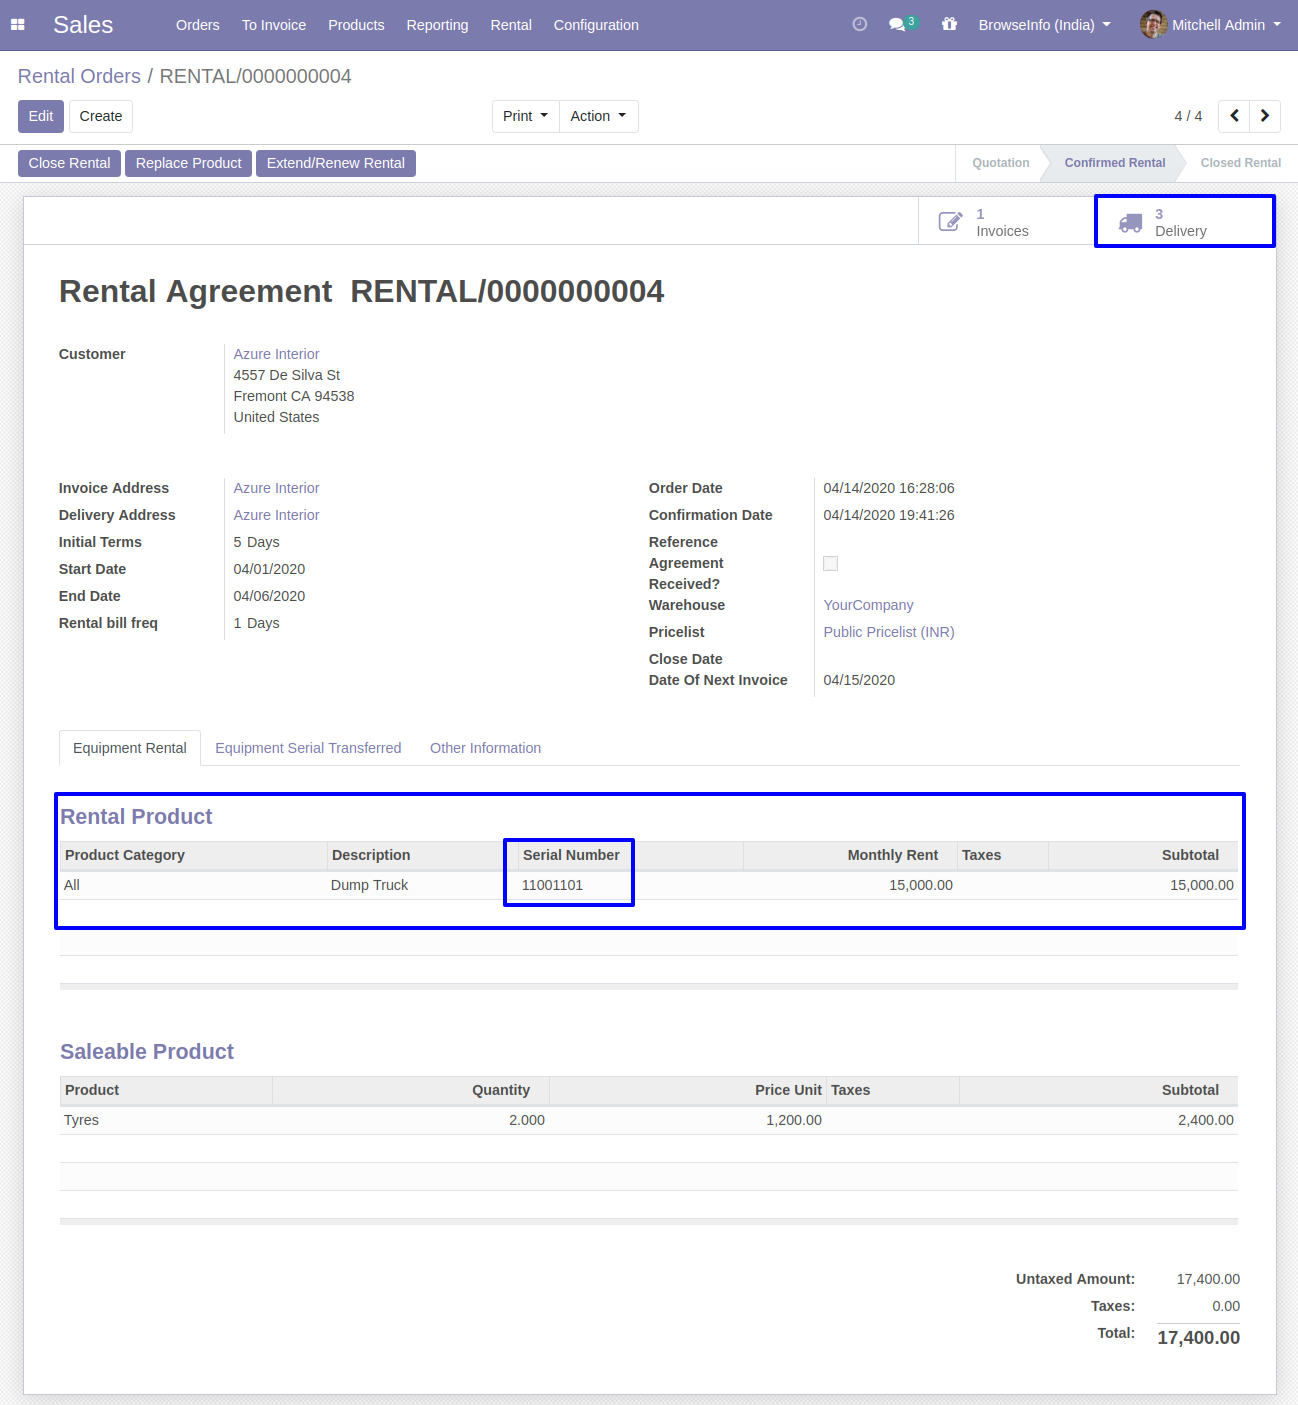 Sales Orders To Invoice Products Reporting Rental Configuration 3 BrowseInfo (India) Mitchell Admin
Rental Orders / RENTAL/0000000004
Edit Create Print Action 4 / 4
Close Rental Replace Product Extend/Renew Rental Quotation Confirmed Rental Closed Rental
1 Invoices
3 Delivery
Rental Agreement RENTAL/0000000004
Customer Azure Interior
4557 De Silva St
Fremont CA 94538
United States
Invoice Address Azure Interior
Delivery Address Azure Interior
Initial Terms 5 Days
Start Date 04/01/2020
End Date 04/06/2020
Rental bill freq 1 Days
Order Date 04/14/2020 16:28:06
Confirmation Date 04/14/2020 19:41:26
Reference
Agreement
Received?
Warehouse YourCompany
Pricelist Public Pricelist (INR)
Close Date
Date Of Next Invoice 04/15/2020
Equipment Rental Equipment Serial Transferred Other Information
Rental Product
Product Category Description Serial Number Monthly Rent Taxes Subtotal
All Dump Truck 11001101 15,000.00 15,000.00
Saleable Product
Product Quantity Price Unit Taxes Subtotal
Tyres 2.000 1,200.00 2,400.00
Untaxed Amount: 17,400.00
Taxes: 0.00
Total: 17,400.00